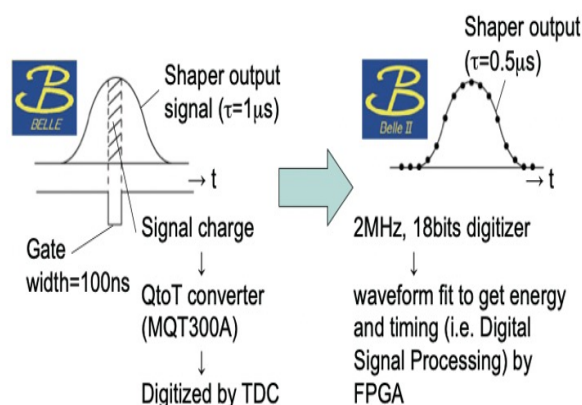 BELLE
Shaper output
signal (τ=1μs)
→ t
Gate
width=100ns
Signal charge
↓
QtoT converter
(MQT300A)
↓
Digitized by TDC
Shaper output
(τ=0.5μs)
Belle II
→ t
2MHz, 18bits digitizer
↓
waveform fit to get energy
and timing (i.e. Digital
Signal Processing) by
FPGA